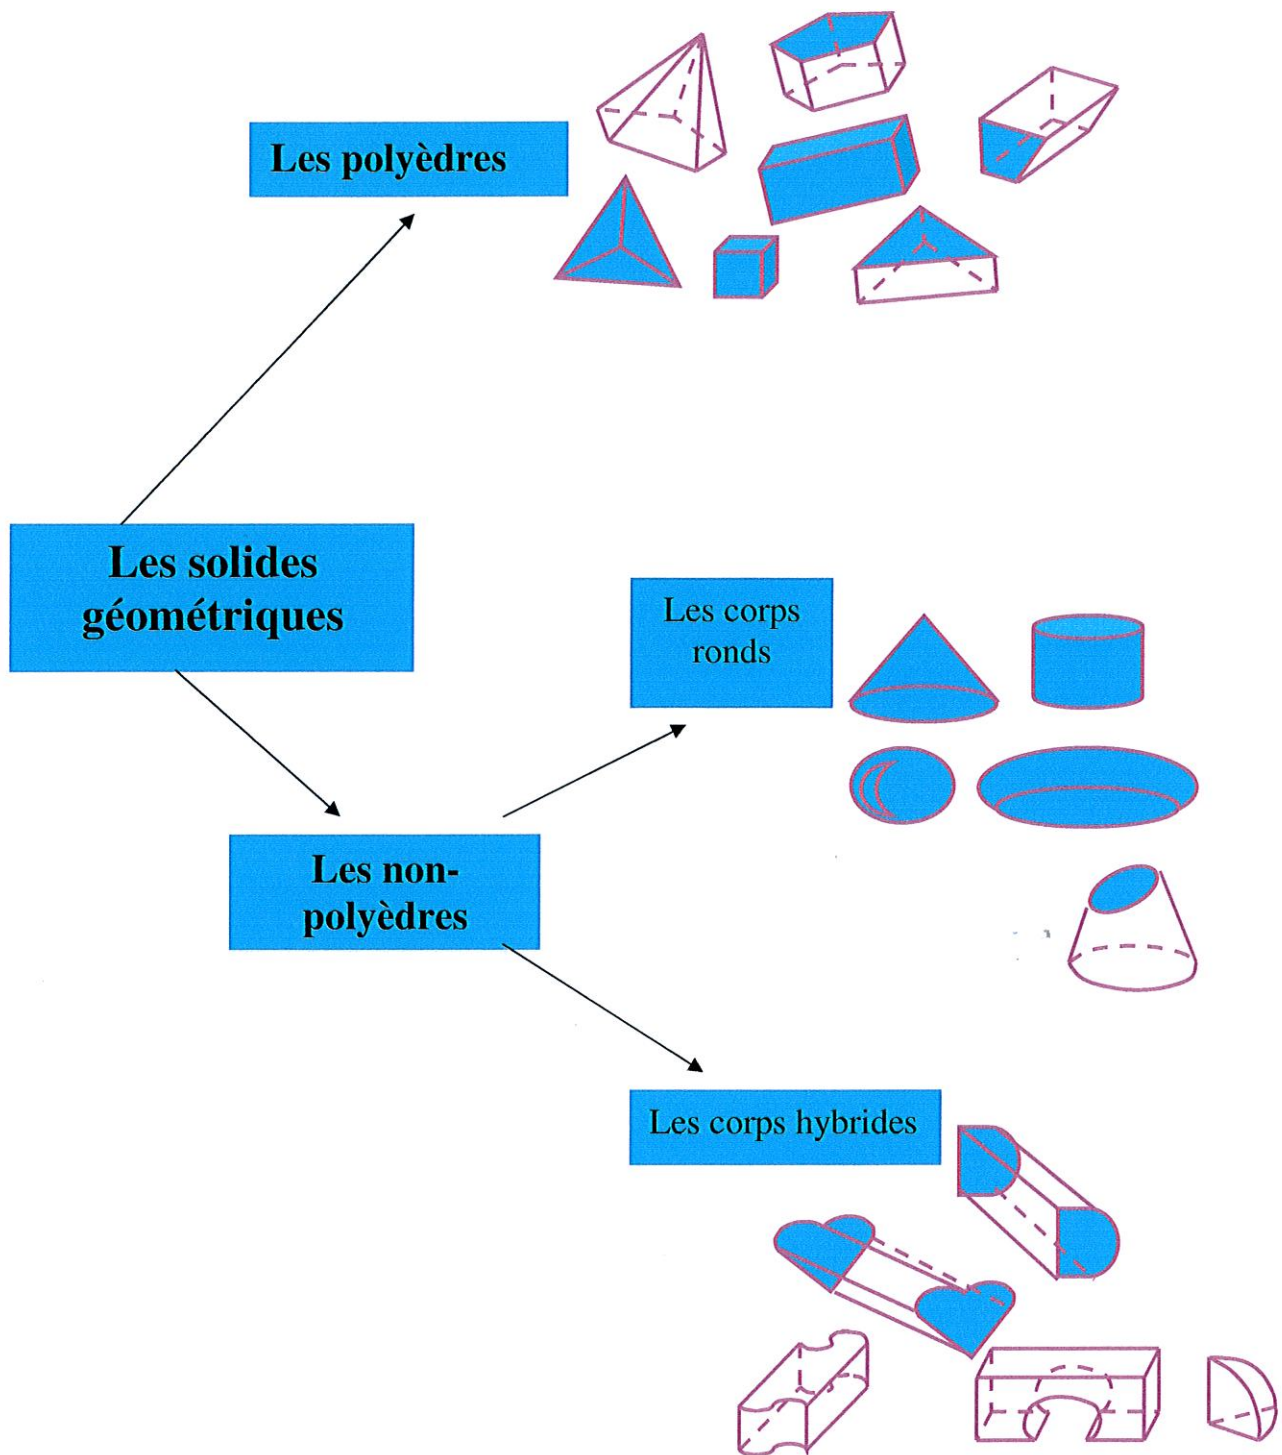 Les polyèdres
Les solides
géométriques
Les corps
ronds
Les non-
polyèdres
Les corps hybrides